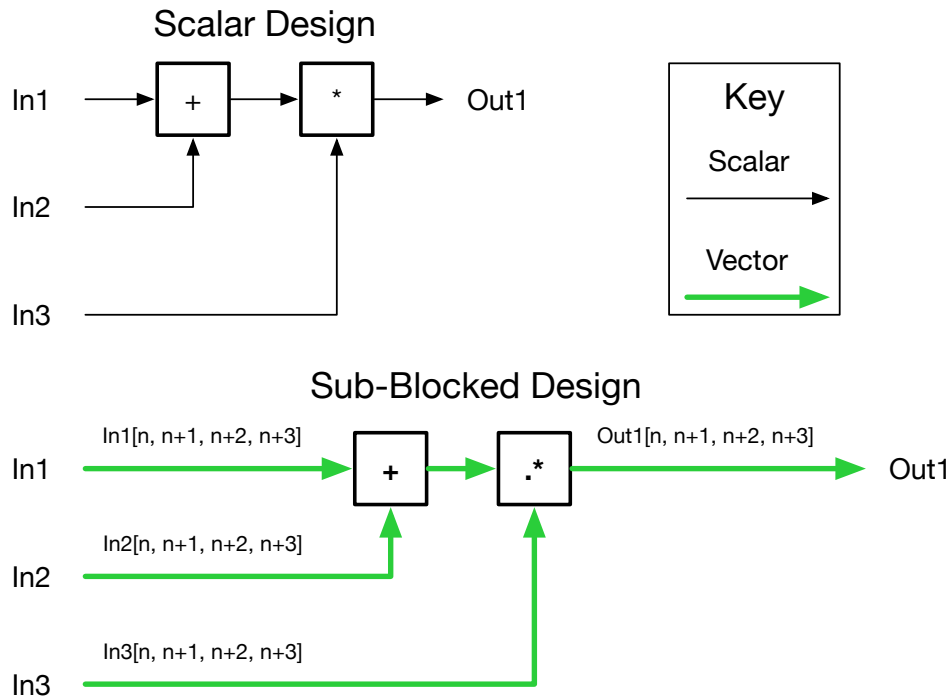 Scalar Design
In1
+
*
Out1
In2
In3
Key
Scalar
Vector
Sub-Blocked Design
In1[n, n+1, n+2, n+3]
Out1[n, n+1, n+2, n+3]
In1
+
.*
Out1
In2[n, n+1, n+2, n+3]
In2
In3[n, n+1, n+2, n+3]
In3